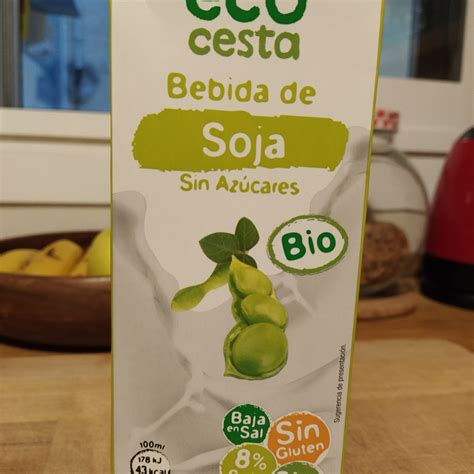 eco
cesta
Bebida de
Soja
Sin Azúcares
Bio
Sugerencia de presentación.
Baja
en Sal
Sin
Gluten
100ml
178 kJ
43 kcal
8%